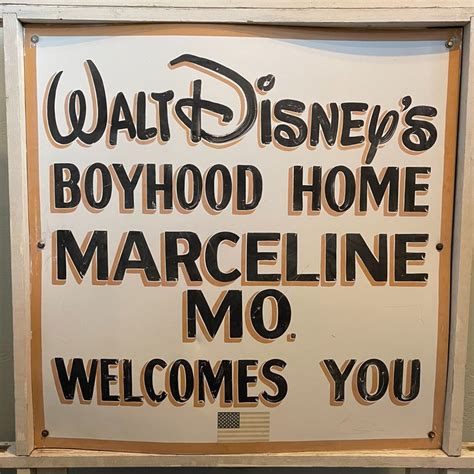 WALT DISNEY'S
BOYHOOD HOME
MARCELINE
MO.
WELCOMES YOU